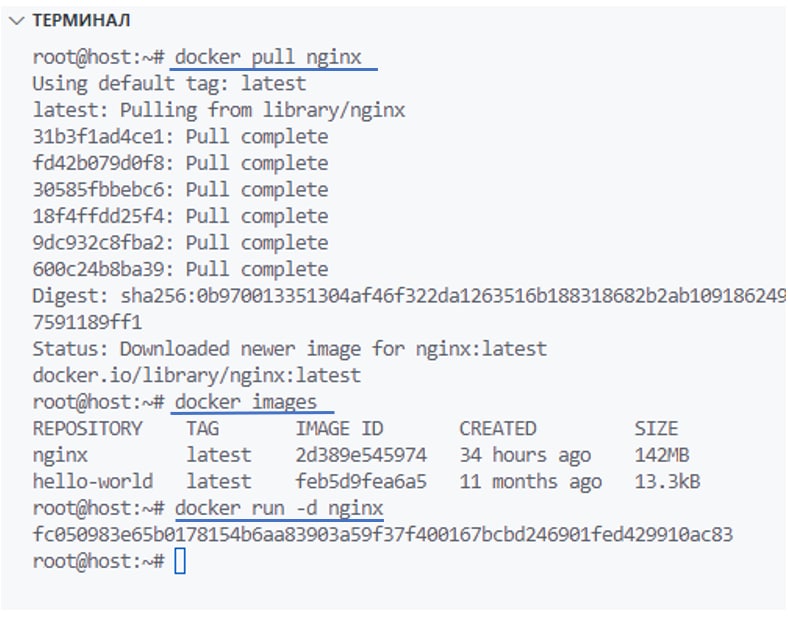 ТЕРМИНАЛ
root@host:~# docker pull nginx
Using default tag: latest
latest: Pulling from library/nginx
31b3f1ad4ce1: Pull complete
fd42b079d0f8: Pull complete
30585fbbebc6: Pull complete
18f4ffdd25f4: Pull complete
9dc932c8fba2: Pull complete
600c24b8ba39: Pull complete
Digest: sha256:0b970013351304af46f322da1263516b188318682b2ab109186249
7591189ff1
Status: Downloaded newer image for nginx:latest
docker.io/library/nginx:latest
root@host:~# docker images
REPOSITORY TAG IMAGE ID CREATED SIZE
nginx latest 2d389e545974 34 hours ago 142MB
hello-world latest feb5d9fea6a5 11 months ago 13.3kB
root@host:~# docker run -d nginx
fc050983e65b0178154b6aa83903a59f37f400167bcbd246901fed429910ac83
root@host:~#